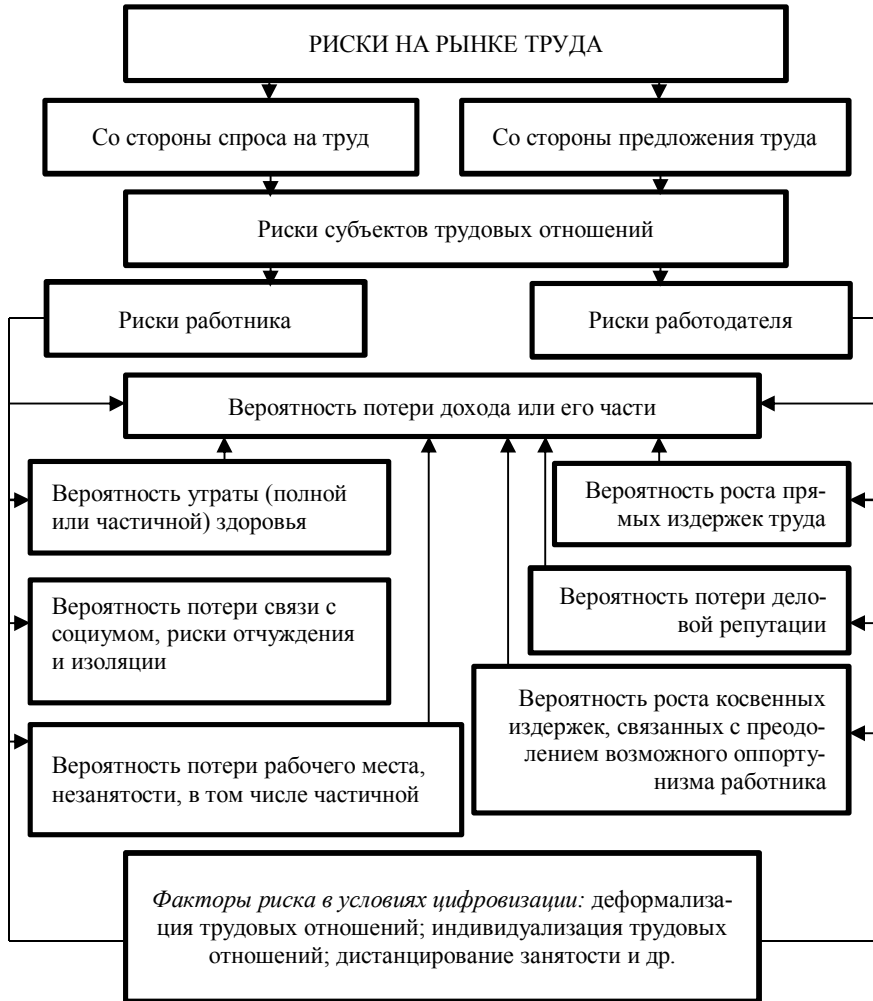 РИСКИ НА РЫНКЕ ТРУДА
Со стороны спроса на труд
Со стороны предложения труда
Риски субъектов трудовых отношений
Риски работника
Риски работодателя
Вероятность потери дохода или его части
Вероятность утраты (полной
или частичной) здоровья
Вероятность роста пря-
мых издержек труда
Вероятность потери связи с
социумом, риски отчуждения
и изоляции
Вероятность потери дело-
вой репутации
Вероятность потери рабочего места,
незанятости, в том числе частичной
Вероятность роста косвенных
издержек, связанных с преодо-
лением возможного оппорту-
низма работника
Факторы риска в условиях цифровизации: деформализа-
ция трудовых отношений; индивидуализация трудовых
отношений; дистанцирование занятости и др.